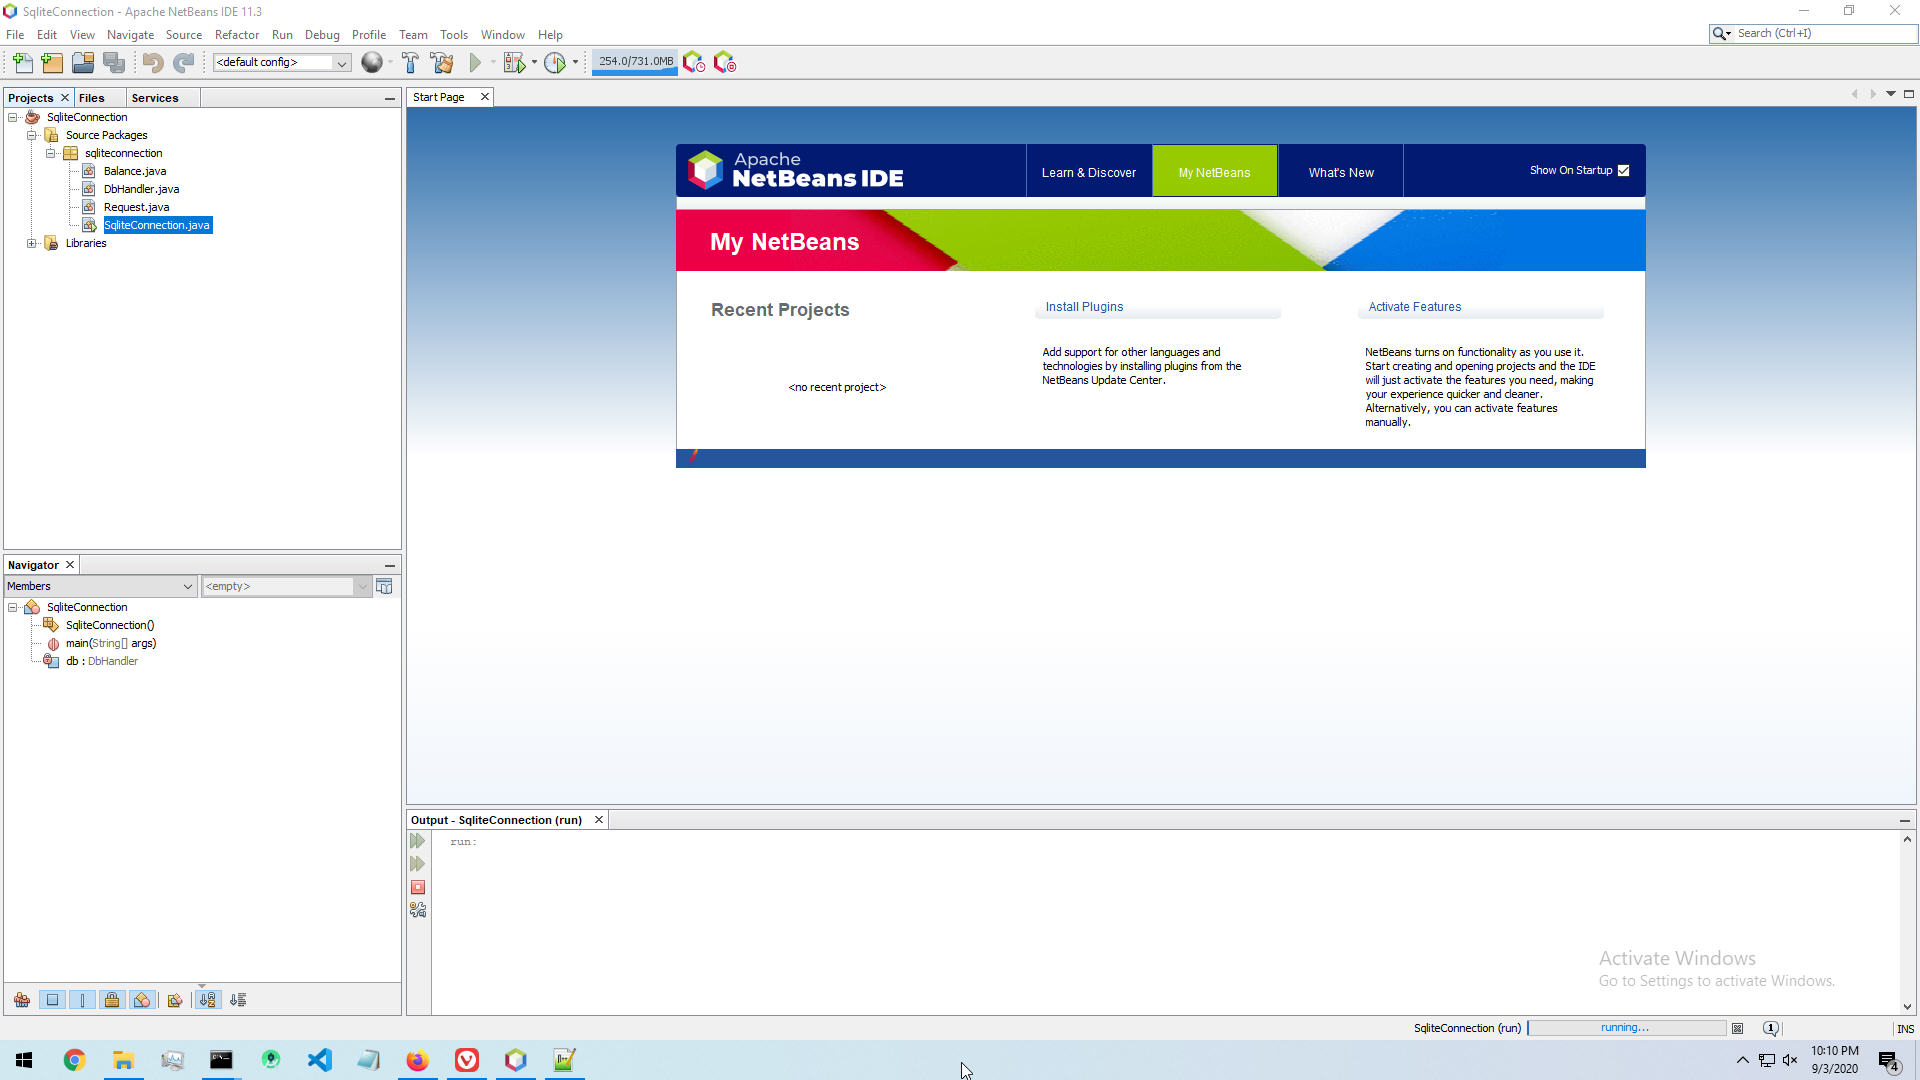 SqliteConnection - Apache NetBeans IDE 11.3
File Edit View Navigate Source Refactor Run Debug Profile Team Tools Window Help
Search (Ctrl+I)
<default config>
254.0/731.0MB
Projects Files Services
SqliteConnection
Source Packages
sqliteconnection
Balance.java
DbHandler.java
Request.java
SqliteConnection.java
Libraries
Start Page
Apache
NetBeans IDE
Learn & Discover
My NetBeans
What's New
Show On Startup
My NetBeans
Recent Projects
<no recent project>
Install Plugins
Add support for other languages and
technologies by installing plugins from the
NetBeans Update Center.
Activate Features
NetBeans turns on functionality as you use it.
Start creating and opening projects and the IDE
will just activate the features you need, making
your experience quicker and cleaner.
Alternatively, you can activate features
manually.
Navigator
Members
<empty>
SqliteConnection
SqliteConnection()
main(String[] args)
db : DbHandler
Output - SqliteConnection (run)
run:
Activate Windows
Go to Settings to activate Windows.
SqliteConnection (run)
running...
1
INS
10:10 PM
9/3/2020
4